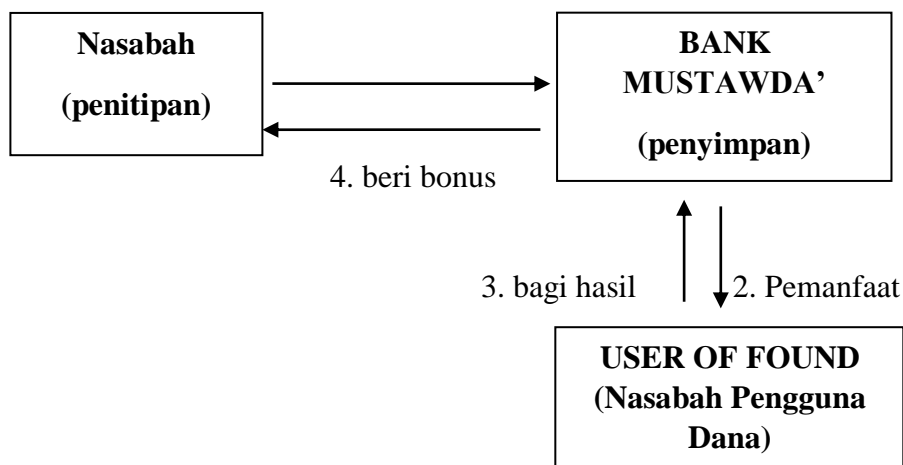 Nasabah
(penitipan)
BANK
MUSTAWDA’
(penyimpan)
4. beri bonus
3. bagi hasil
2. Pemanfaat
USER OF FOUND
(Nasabah Pengguna
Dana)